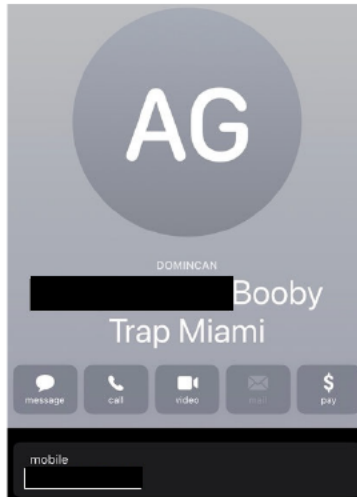 AG
DOMINCAN
Booby
Trap Miami
message call video mail $ pay
mobile